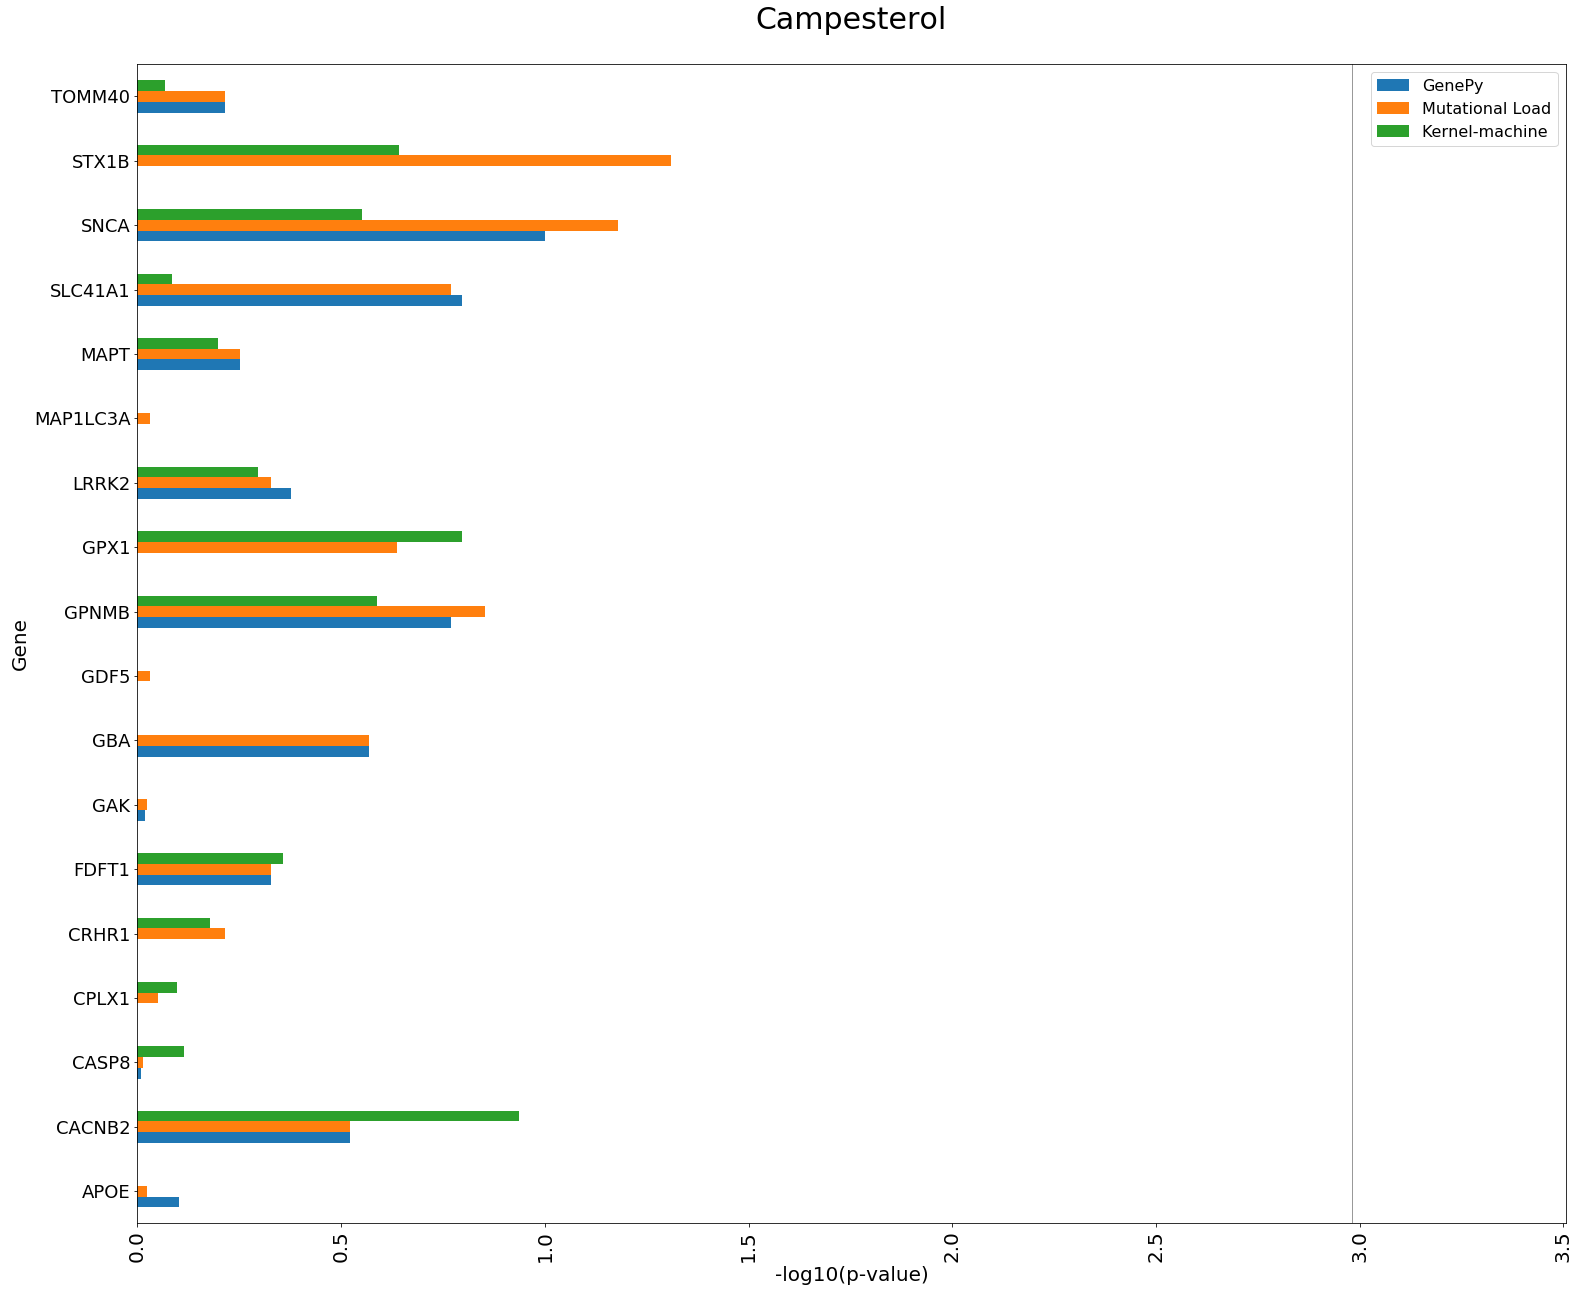 Campesterol
GenePy
Mutational Load
Kernel-machine
TOMM40
STX1B
SNCA
SLC41A1
MAPT
MAP1LC3A
LRRK2
GPX1
GPNMB
GDF5
GBA
GAK
FDFT1
CRHR1
CPLX1
CASP8
CACNB2
APOE
Gene
0.0 0.5 1.0 1.5 2.0 2.5 3.0 3.5
-log10(p-value)